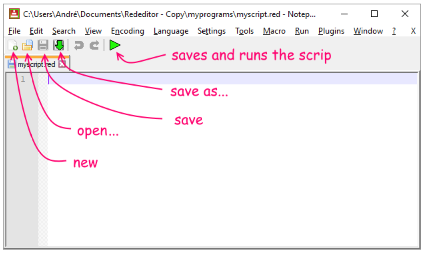 C:\Users\André\Documents\Rededitor - Copy\myprograms\myscript.red - Notep...
File Edit Search View Encoding Language Settings Tools Macro Run Plugins Window ? X
myscript.red
1
saves and runs the scrip
save as...
save
open...
new